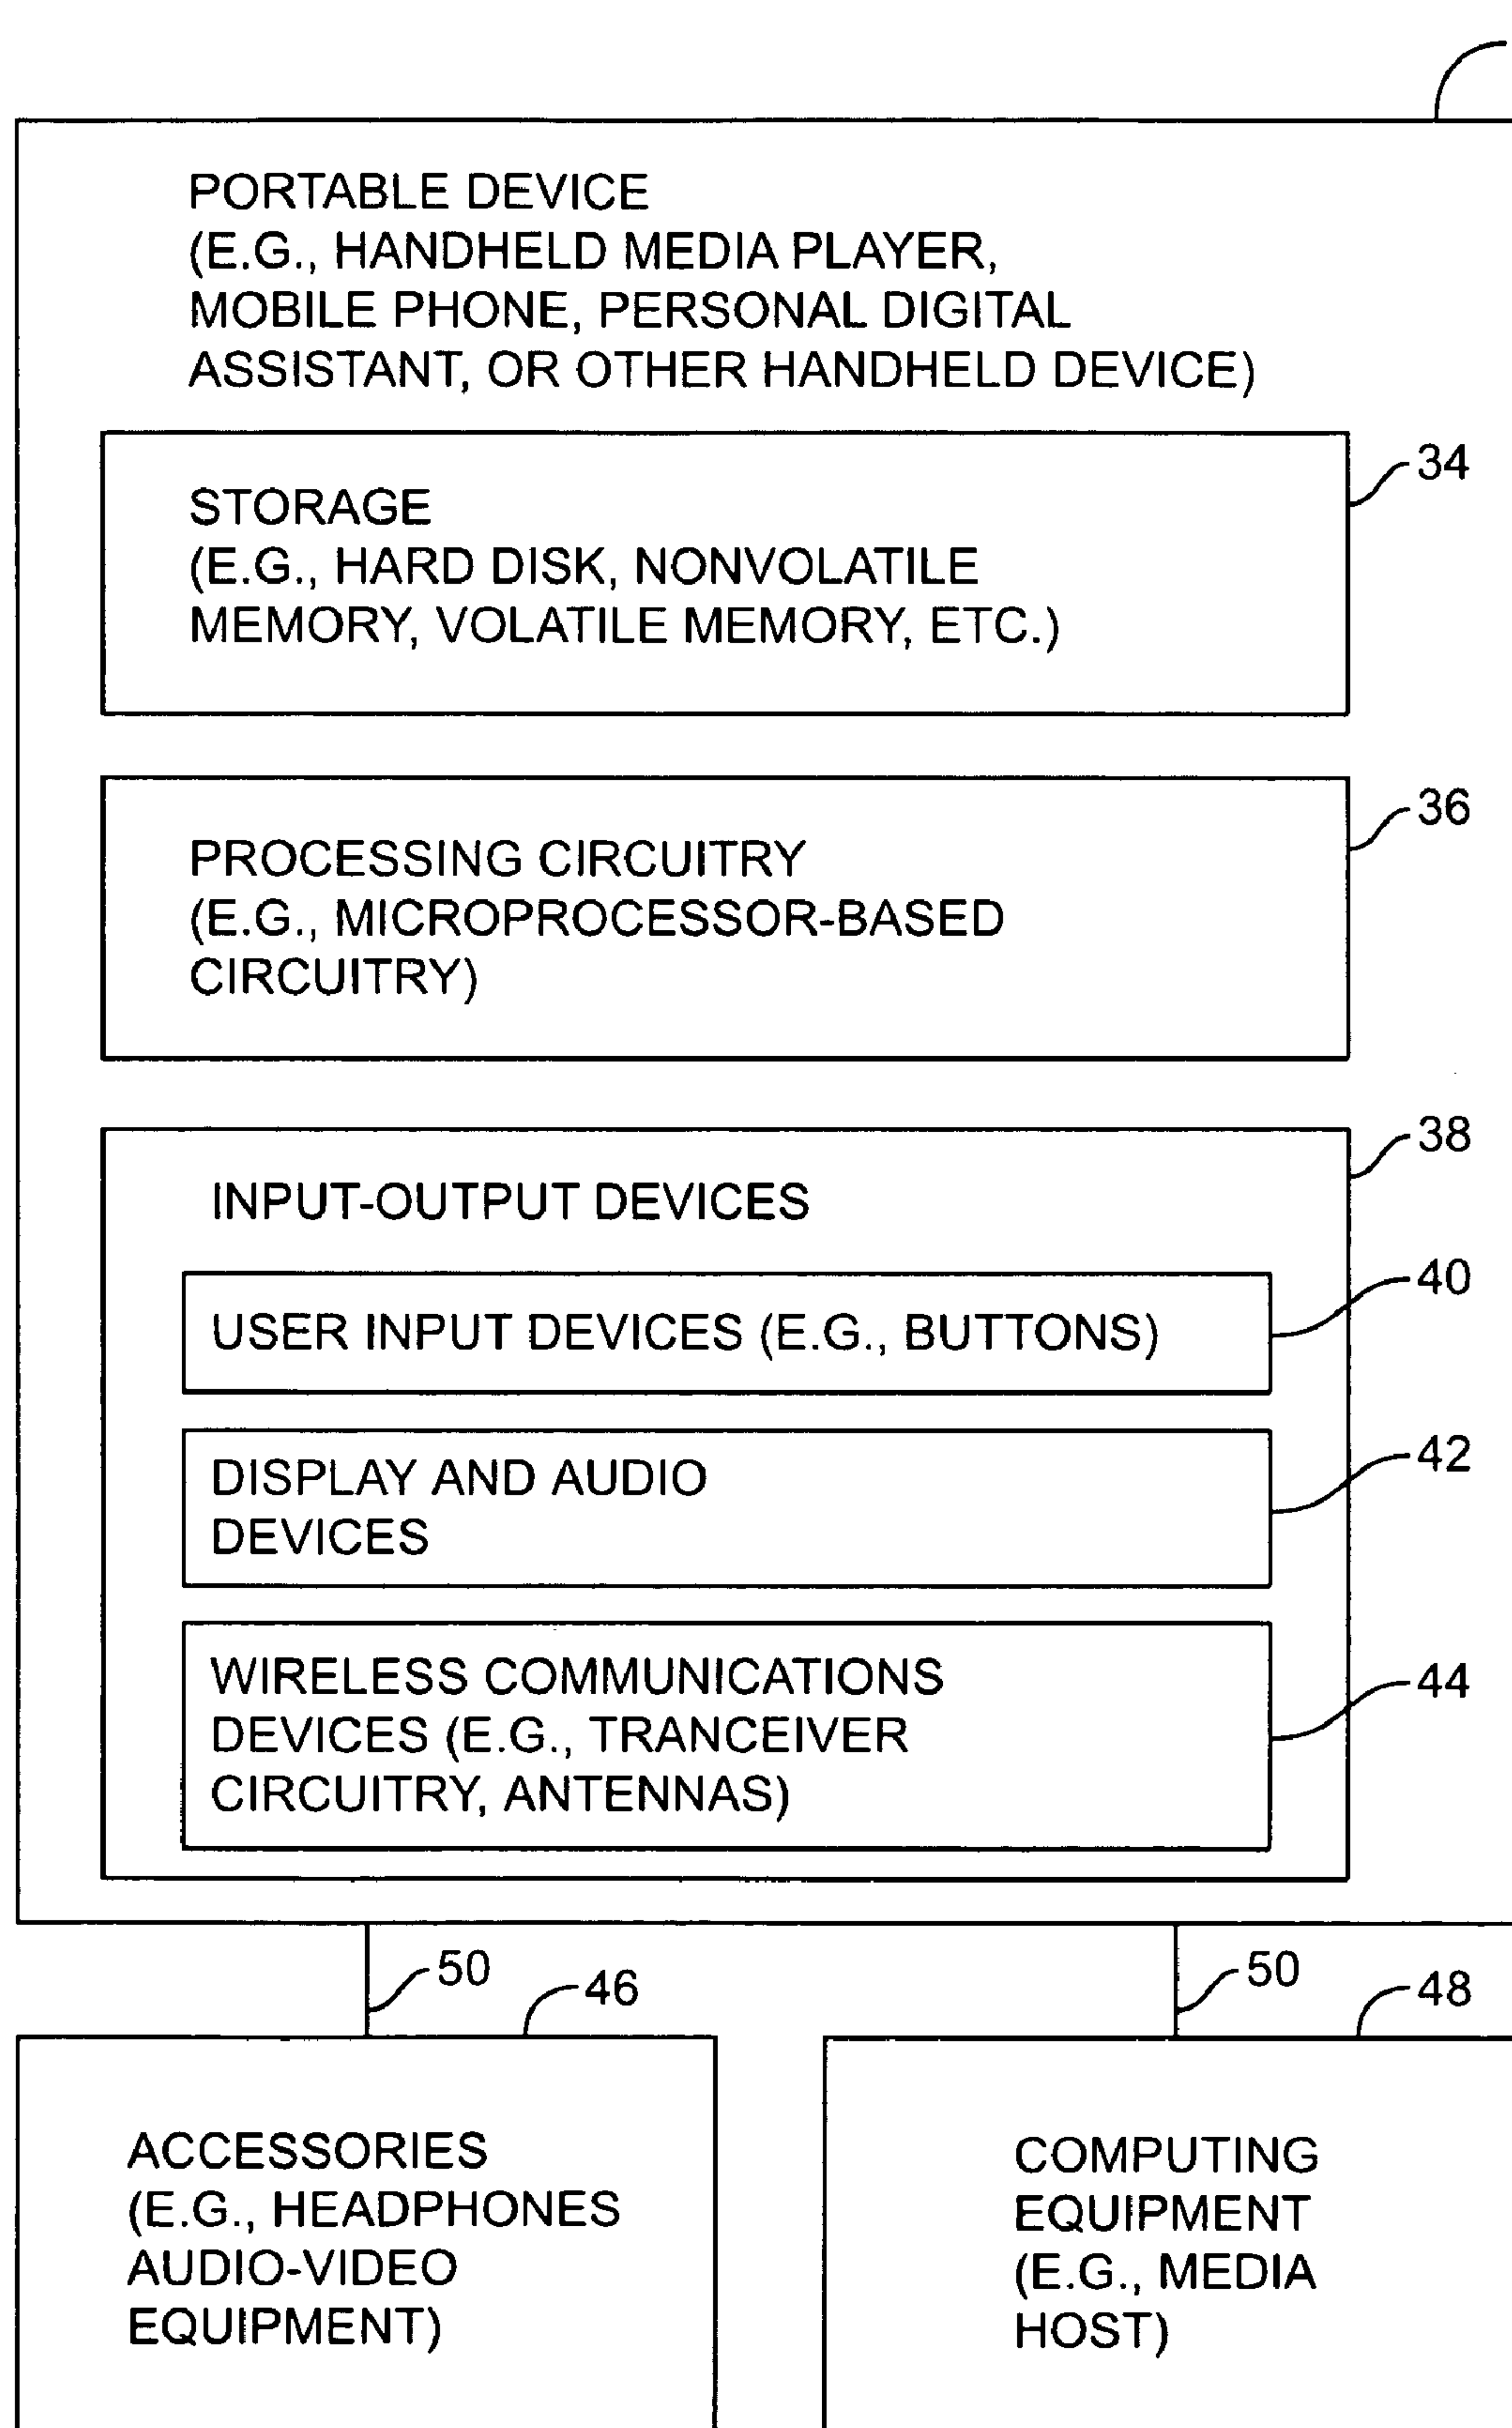 PORTABLE DEVICE
(E.G., HANDHELD MEDIA PLAYER,
MOBILE PHONE, PERSONAL DIGITAL
ASSISTANT, OR OTHER HANDHELD DEVICE)
34
STORAGE
(E.G., HARD DISK, NONVOLATILE
MEMORY, VOLATILE MEMORY, ETC.)
36
PROCESSING CIRCUITRY
(E.G., MICROPROCESSOR-BASED
CIRCUITRY)
38
INPUT-OUTPUT DEVICES
40
USER INPUT DEVICES (E.G., BUTTONS)
42
DISPLAY AND AUDIO
DEVICES
44
WIRELESS COMMUNICATIONS
DEVICES (E.G., TRANCEIVER
CIRCUITRY, ANTENNAS)
50
46
50
48
ACCESSORIES
(E.G., HEADPHONES
AUDIO-VIDEO
EQUIPMENT)
COMPUTING
EQUIPMENT
(E.G., MEDIA
HOST)